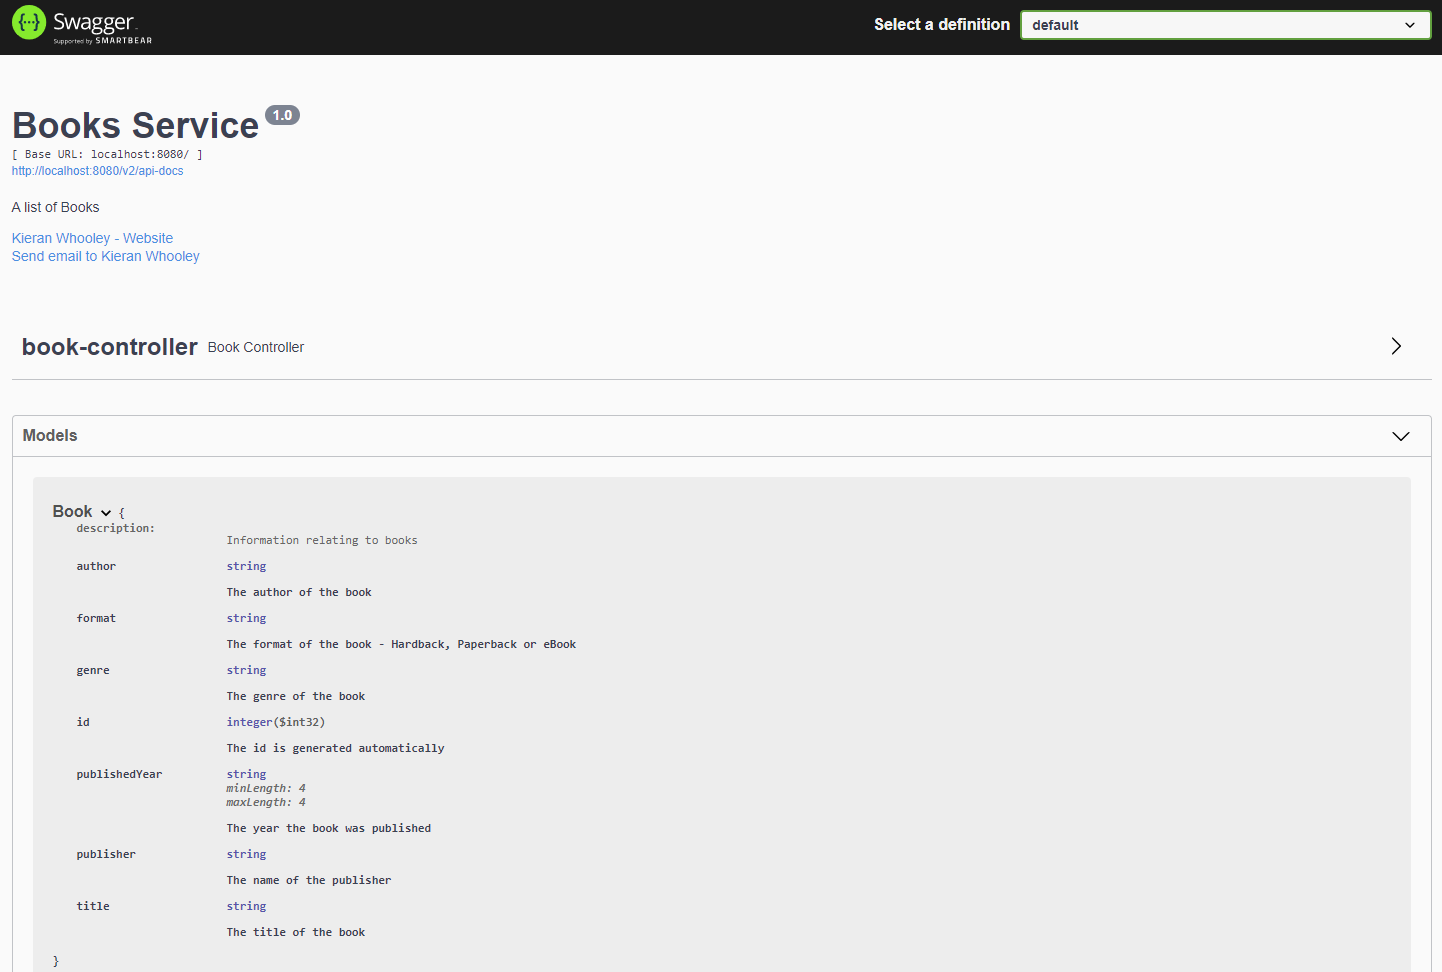 Swagger
Supported by SMARTBEAR
Select a definition
default
Books Service 1.0
[ Base URL: localhost:8080/ ]
http://localhost:8080/v2/api-docs
A list of Books
Kieran Whooley - Website
Send email to Kieran Whooley
book-controller Book Controller
Models
Book {
description:
Information relating to books
author string
The author of the book
format string
The format of the book - Hardback, Paperback or eBook
genre string
The genre of the book
id integer($int32)
The id is generated automatically
publishedYear string
minLength: 4
maxLength: 4
The year the book was published
publisher string
The name of the publisher
title string
The title of the book
}